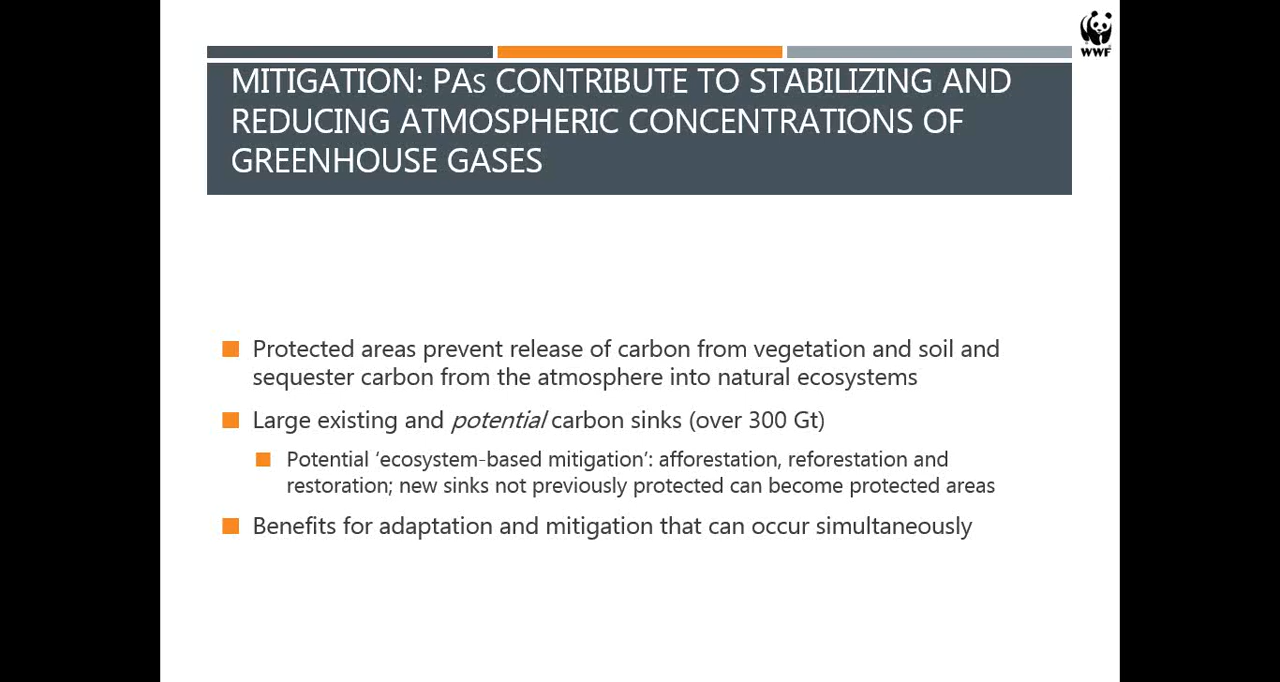 WWF
MITIGATION: PAs CONTRIBUTE TO STABILIZING AND
REDUCING ATMOSPHERIC CONCENTRATIONS OF
GREENHOUSE GASES
Protected areas prevent release of carbon from vegetation and soil and
sequester carbon from the atmosphere into natural ecosystems
Large existing and potential carbon sinks (over 300 Gt)
Potential ‘ecosystem-based mitigation’: afforestation, reforestation and
restoration; new sinks not previously protected can become protected areas
Benefits for adaptation and mitigation that can occur simultaneously